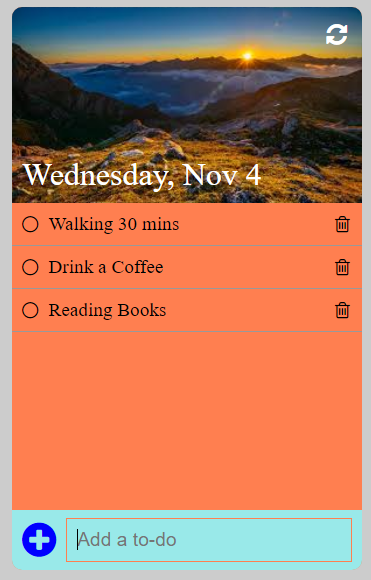 Wednesday, Nov 4
Walking 30 mins
Drink a Coffee
Reading Books
Add a to-do